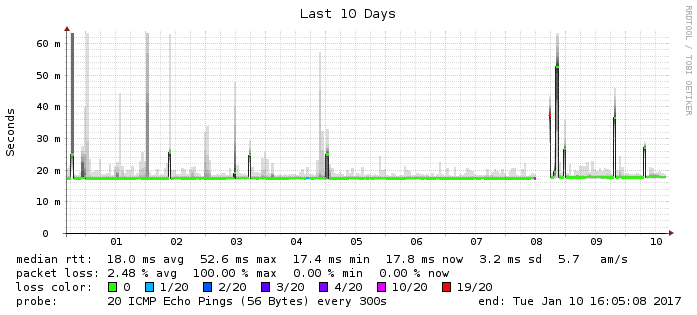 Last 10 Days
RRDTOOL / TOBI OETIKER
Seconds
60 m
50 m
40 m
30 m
20 m
10 m
0
01 02 03 04 05 06 07 08 09 10
median rtt: 18.0 ms avg 52.6 ms max 17.4 ms min 17.8 ms now 3.2 ms sd 5.7 am/s
packet loss: 2.48 % avg 100.00 % max 0.00 % min 0.00 % now
loss color: 0 1/20 2/20 3/20 4/20 10/20 19/20
probe: 20 ICMP Echo Pings (56 Bytes) every 300s end: Tue Jan 10 16:05:08 2017